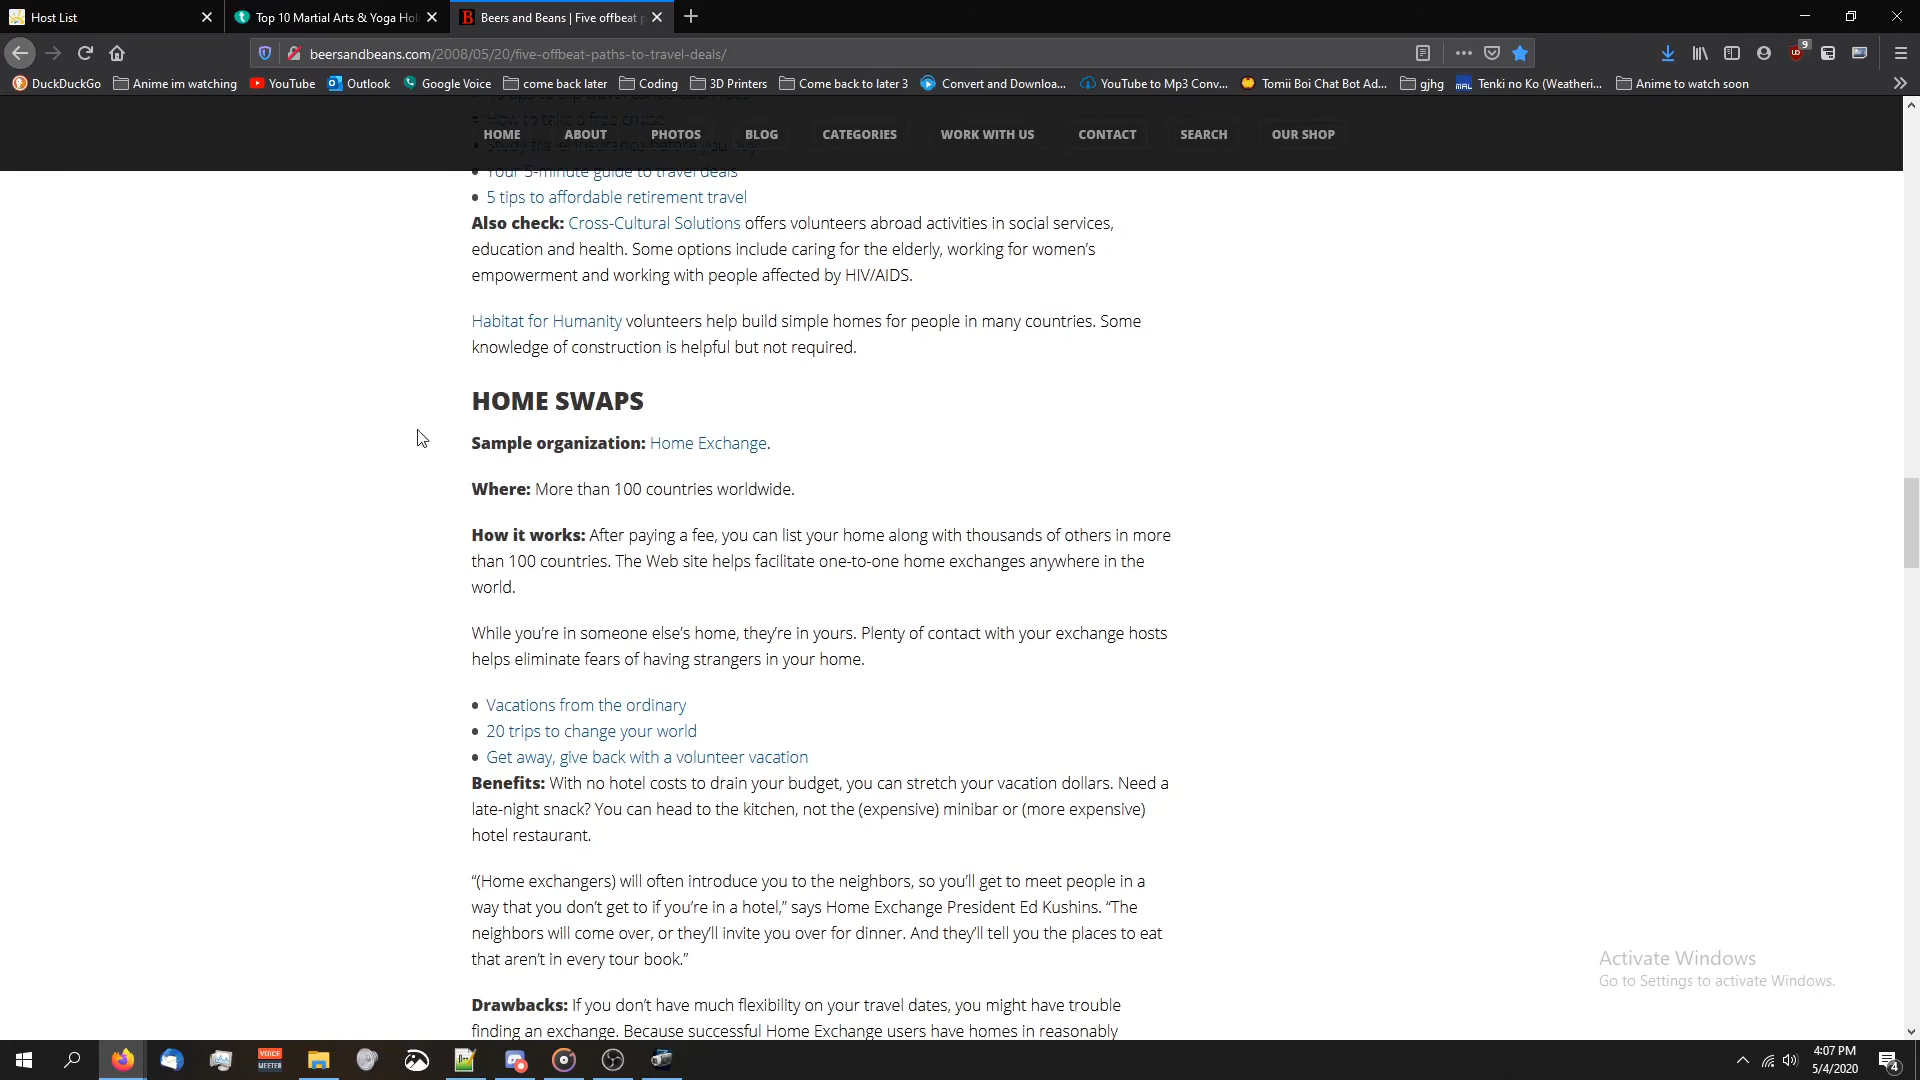 Host List
Top 10 Martial Arts & Yoga Hol
Beers and Beans | Five offbeat p
beersandbeans.com/2008/05/20/five-offbeat-paths-to-travel-deals/
9
DuckDuckGo
Anime im watching
YouTube
Outlook
Google Voice
come back later
Coding
3D Printers
Come back to later 3
Convert and Downloa...
YouTube to Mp3 Conv...
Tomii Boi Chat Bot Ad...
gjhg
MAL
Tenki no Ko (Weatheri...
Anime to watch soon
How to take a free cruise
HOME
ABOUT
PHOTOS
BLOG
CATEGORIES
WORK WITH US
CONTACT
SEARCH
OUR SHOP
Study travel insurance before you buy
Your 5-minute guide to travel deals
5 tips to affordable retirement travel
Also check: Cross-Cultural Solutions offers volunteers abroad activities in social services,
education and health. Some options include caring for the elderly, working for women’s
empowerment and working with people affected by HIV/AIDS.
Habitat for Humanity volunteers help build simple homes for people in many countries. Some
knowledge of construction is helpful but not required.
HOME SWAPS
Sample organization: Home Exchange.
Where: More than 100 countries worldwide.
How it works: After paying a fee, you can list your home along with thousands of others in more
than 100 countries. The Web site helps facilitate one-to-one home exchanges anywhere in the
world.
While you’re in someone else’s home, they’re in yours. Plenty of contact with your exchange hosts
helps eliminate fears of having strangers in your home.
Vacations from the ordinary
20 trips to change your world
Get away, give back with a volunteer vacation
Benefits: With no hotel costs to drain your budget, you can stretch your vacation dollars. Need a
late-night snack? You can head to the kitchen, not the (expensive) minibar or (more expensive)
hotel restaurant.
“(Home exchangers) will often introduce you to the neighbors, so you’ll get to meet people in a
way that you don’t get to if you’re in a hotel,” says Home Exchange President Ed Kushins. “The
neighbors will come over, or they’ll invite you over for dinner. And they’ll tell you the places to eat
that aren’t in every tour book.”
Drawbacks: If you don’t have much flexibility on your travel dates, you might have trouble
finding an exchange. Because successful Home Exchange users have homes in reasonably
Activate Windows
Go to Settings to activate Windows.
VOICE
MEETER
4:07 PM
5/4/2020
4